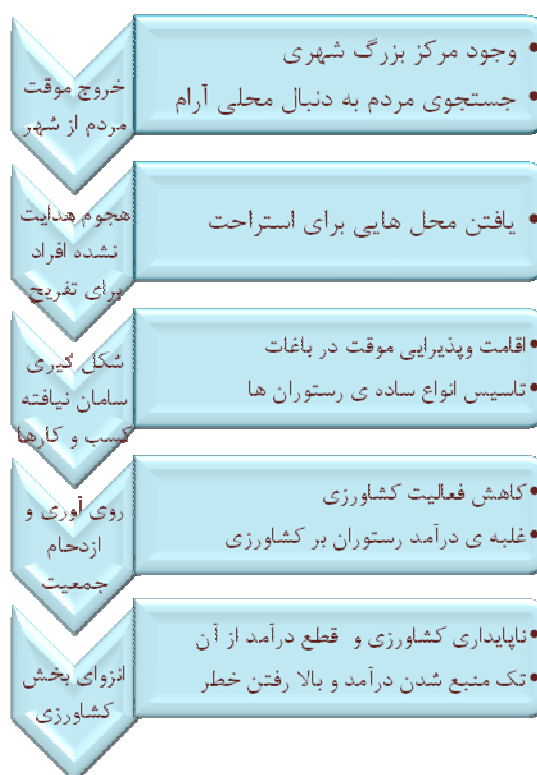 خروج موقت
مردم از شهر
• وجود مرکز بزرگ شهری
• جستجوی مردم به دنبال محلی آرام
هجوم هدایت
نشده افراد
برای تفریح
• یافتن محل هایی برای استراحت
شکل گیری
سامان نیافته
کسب و کارها
• اقامت وپذیرایی موقت در باغات
• تاسیس انواع ساده ی رستوران ها
روی آوری و
ازدحام
جمعیت
• کاهش فعالیت کشاورزی
• غلبه ی درآمد رستوران بر کشاورزی
انزوای بخش
کشاورزی
• ناپایداری کشاورزی و قطع درآمد از آن
• تک منبع شدن درآمد و بالا رفتن خطر